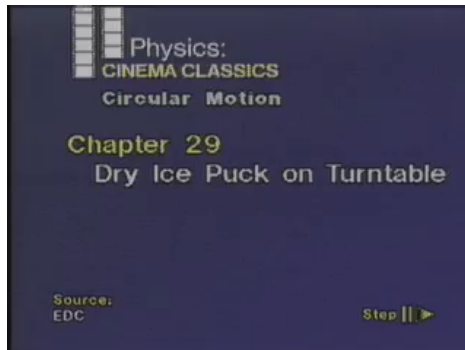 Physics:
CINEMA CLASSICS
Circular Motion
Chapter 29
Dry Ice Puck on Turntable
Source:
EDC
Step